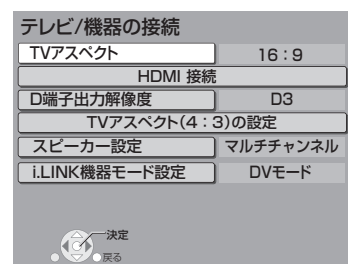 テレビ/機器の接続
TVアスペクト 16：9
HDMI 接続
D端子出力解像度 D3
TVアスペクト(4：3)の設定
スピーカー設定 マルチチャンネル
i.LINK機器モード設定 DVモード
決定
戻る